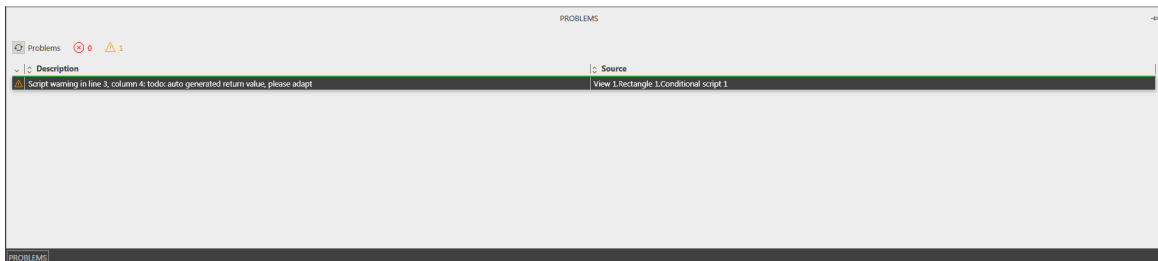 PROBLEMS
Problems 0 1
Description Source
Script warning in line 3, column 4: todo: auto generated return value, please adapt View 1.Rectangle 1.Conditional script 1
PROBLEMS